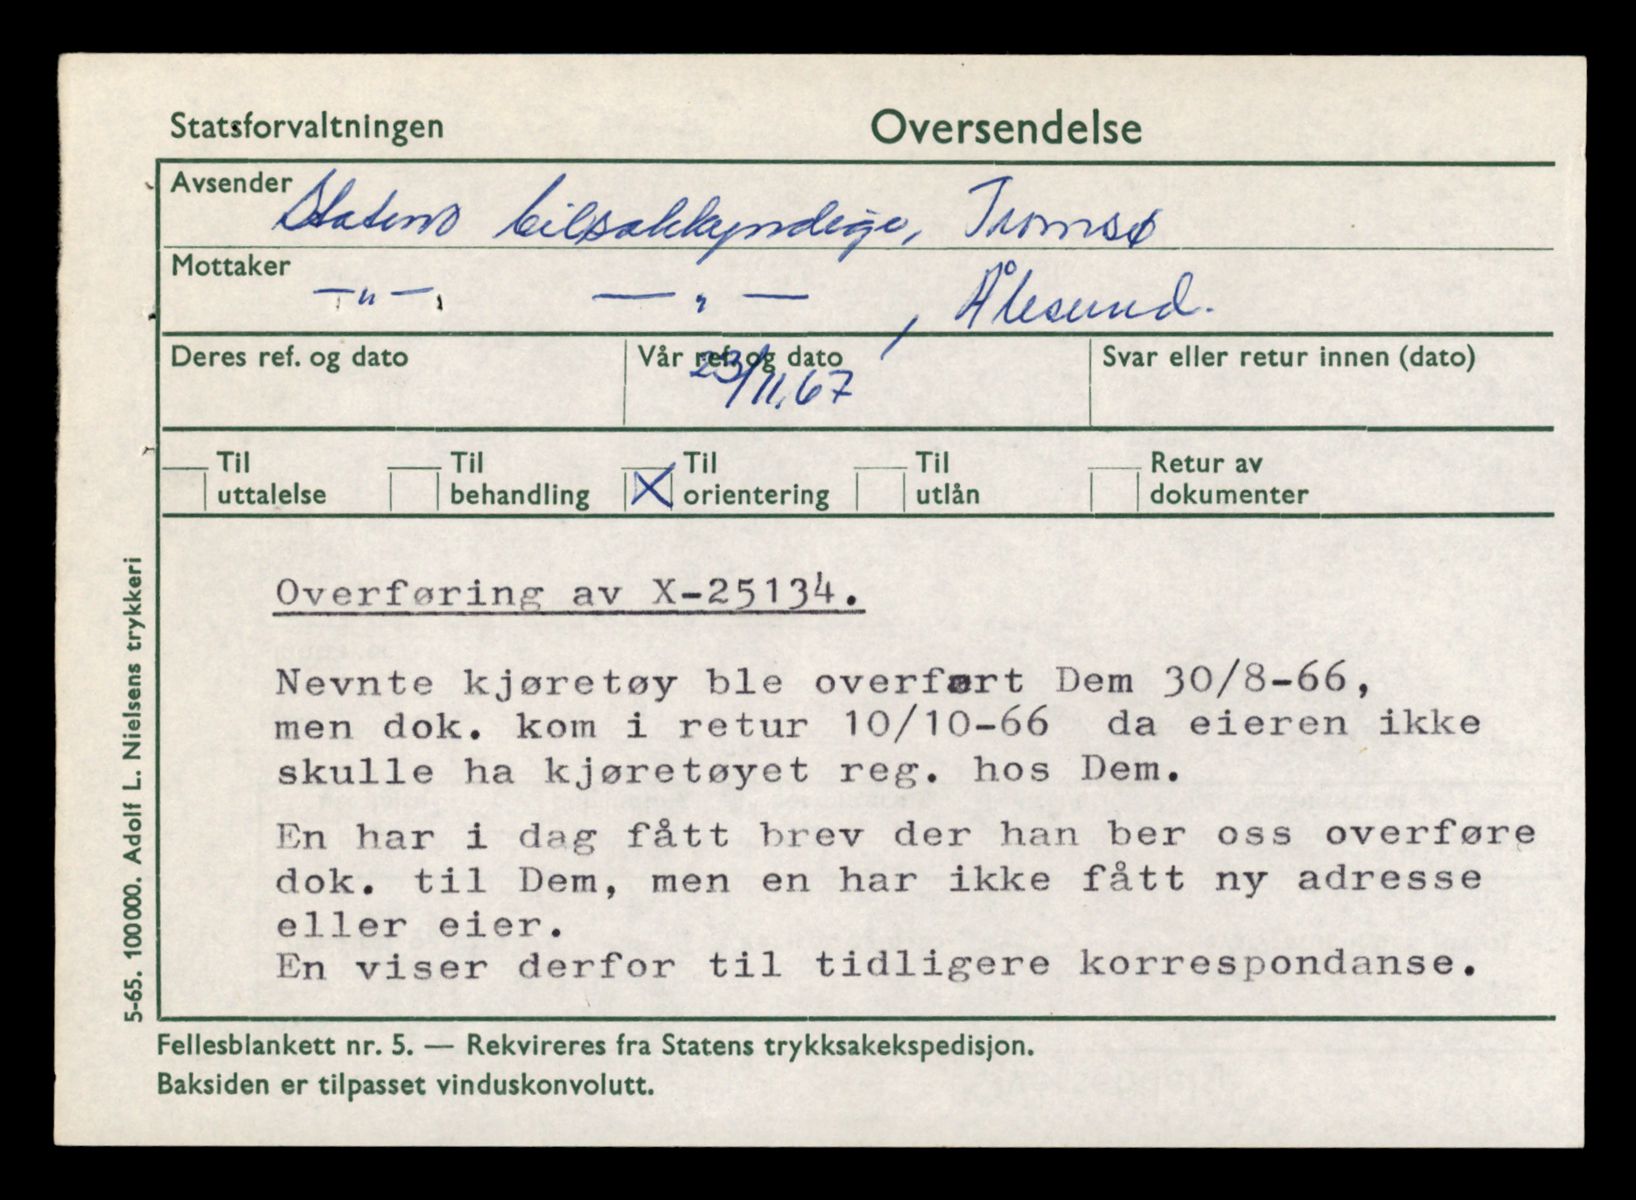 Statsforvaltningen
Oversendelse
Avsender
Statens bilsakkyndige, Tromsø
Mottaker
—"— —"—, Ålesund.
Deres ref. og dato
Vår ref. og dato
23/11.67
Svar eller retur innen (dato)
Til uttalelse
Til behandling
Til orientering
Til utlån
Retur av dokumenter
Overføring av X-25134.
Nevnte kjøretøy ble overført Dem 30/8-66,
men dok. kom i retur 10/10-66 da eieren ikke
skulle ha kjøretøyet reg. hos Dem.
En har i dag fått brev der han ber oss overføre
dok. til Dem, men en har ikke fått ny adresse
eller eier.
En viser derfor til tidligere korrespondanse.
5-65. 100 000. Adolf L. Nielsens trykkeri
Fellesblankett nr. 5. — Rekvireres fra Statens trykksakekspedisjon.
Baksiden er tilpasset vinduskonvolutt.